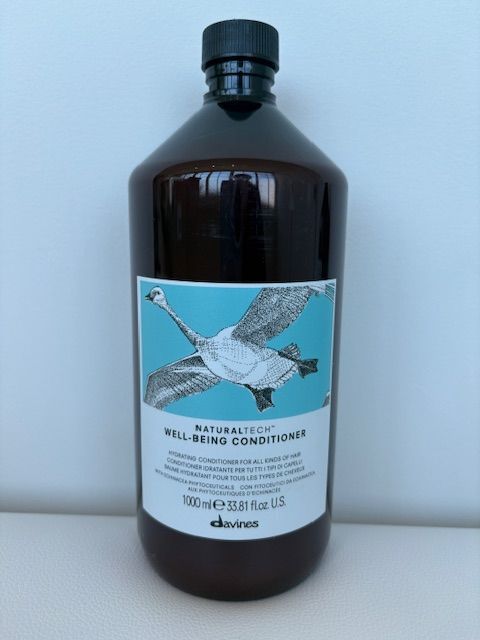 NATURALTECH™
WELL-BEING CONDITIONER
HYDRATING CONDITIONER FOR ALL KINDS OF HAIR
CONDITIONER IDRATANTE PER TUTTI I TIPI DI CAPELLI
BAUME HYDRATANT POUR TOUS LES TYPES DE CHEVEUX
WITH ECHINACEA PHYTOCEUTICALS CON FITOCEUTICI DA ECHINACEA
AUX PHYTOCEUTIQUES D'ECHINACÉE
1000 ml ℮ 33.81 fl.oz. U.S.
davines